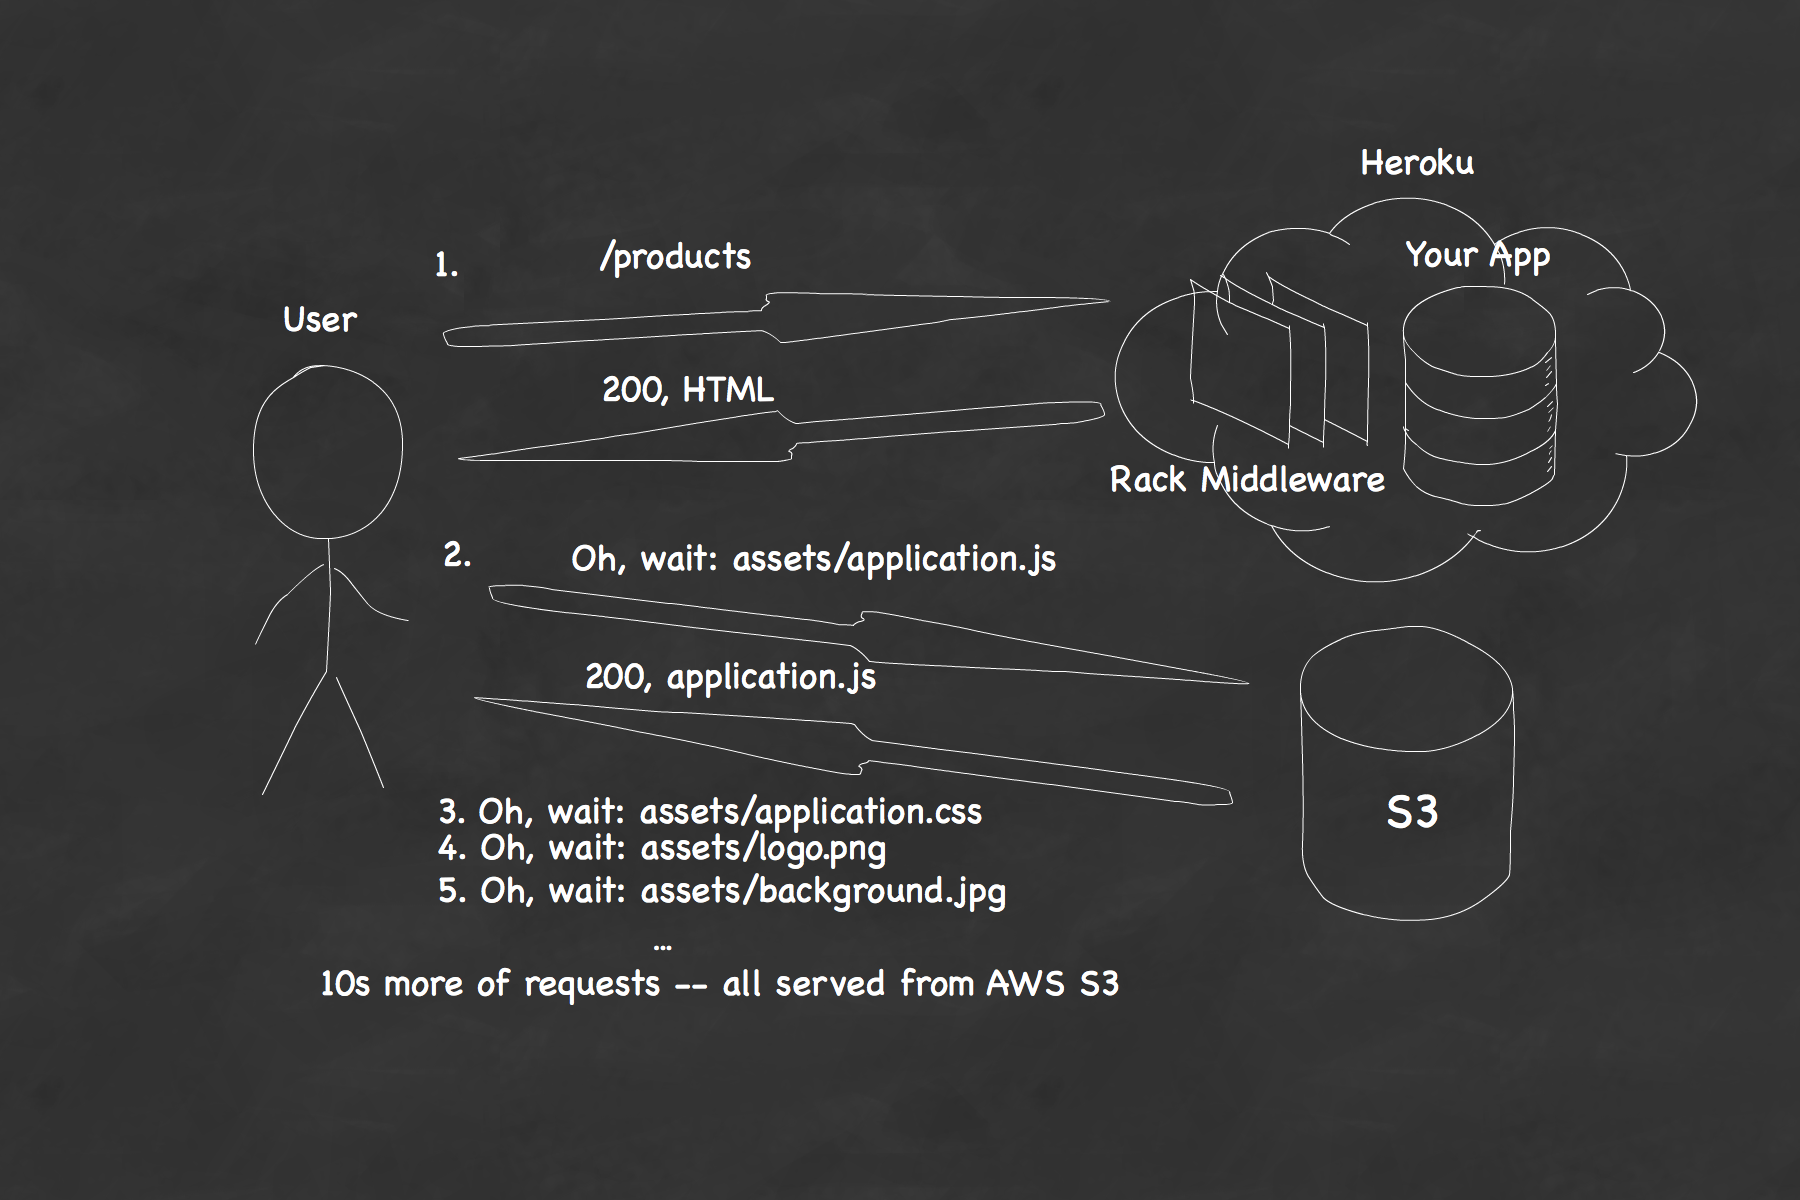 Heroku
Your App
1.
/products
User
200, HTML
Rack Middleware
2.
Oh, wait: assets/application.js
200, application.js
S3
3. Oh, wait: assets/application.css
4. Oh, wait: assets/logo.png
5. Oh, wait: assets/background.jpg
...
10s more of requests -- all served from AWS S3